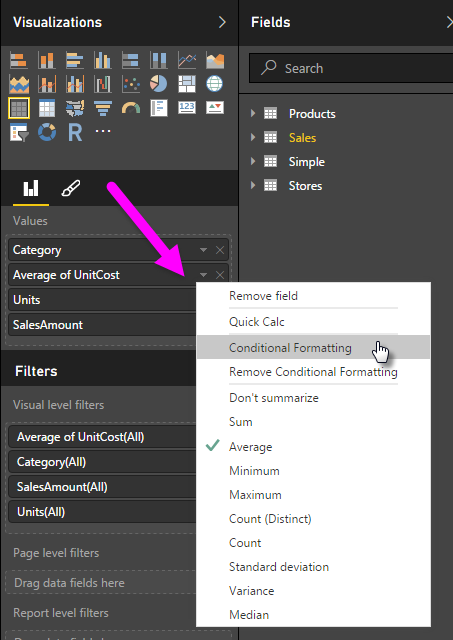 Visualizations
Fields
Search
Products
Sales
Simple
Stores
123
R
...
Values
Category
Average of UnitCost
Units
SalesAmount
Filters
Visual level filters
Average of UnitCost(All)
Category(All)
SalesAmount(All)
Units(All)
Page level filters
Drag data fields here
Report level filters
Remove field
Quick Calc
Conditional Formatting
Remove Conditional Formatting
Don't summarize
Sum
Average
Minimum
Maximum
Count (Distinct)
Count
Standard deviation
Variance
Median